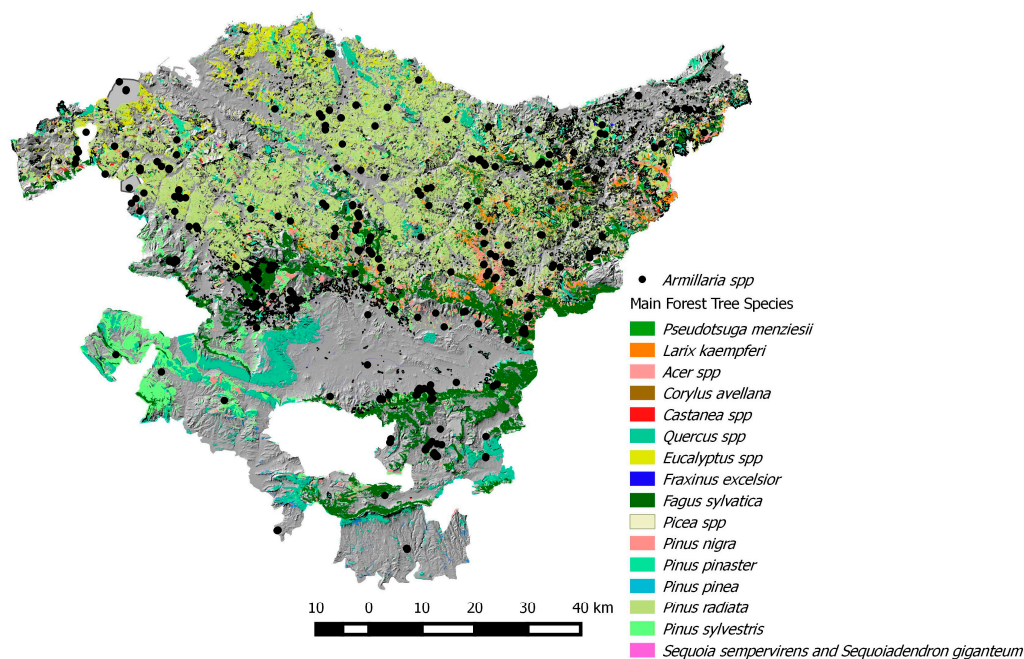 Armillaria spp
Main Forest Tree Species
Pseudotsuga menziesii
Larix kaempferi
Acer spp
Corylus avellana
Castanea spp
Quercus spp
Eucalyptus spp
Fraxinus excelsior
Fagus sylvatica
Picea spp
Pinus nigra
Pinus pinaster
Pinus pinea
Pinus radiata
Pinus sylvestris
Sequoia sempervirens and Sequoiadendron giganteum
10 0 10 20 30 40 km